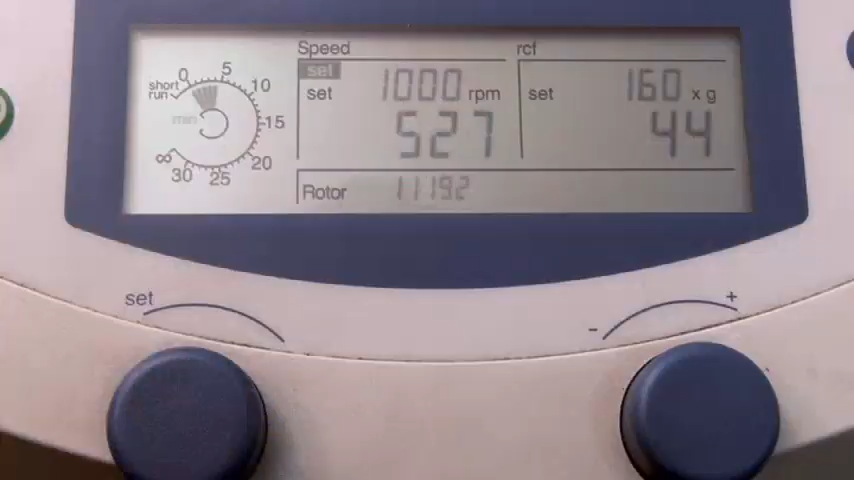 Speed
rcf
set
set 1000 rpm
set 160 x g
527
44
Rotor 11192
short run
0
5
10
15
20
25
30
∞
min
set
- +